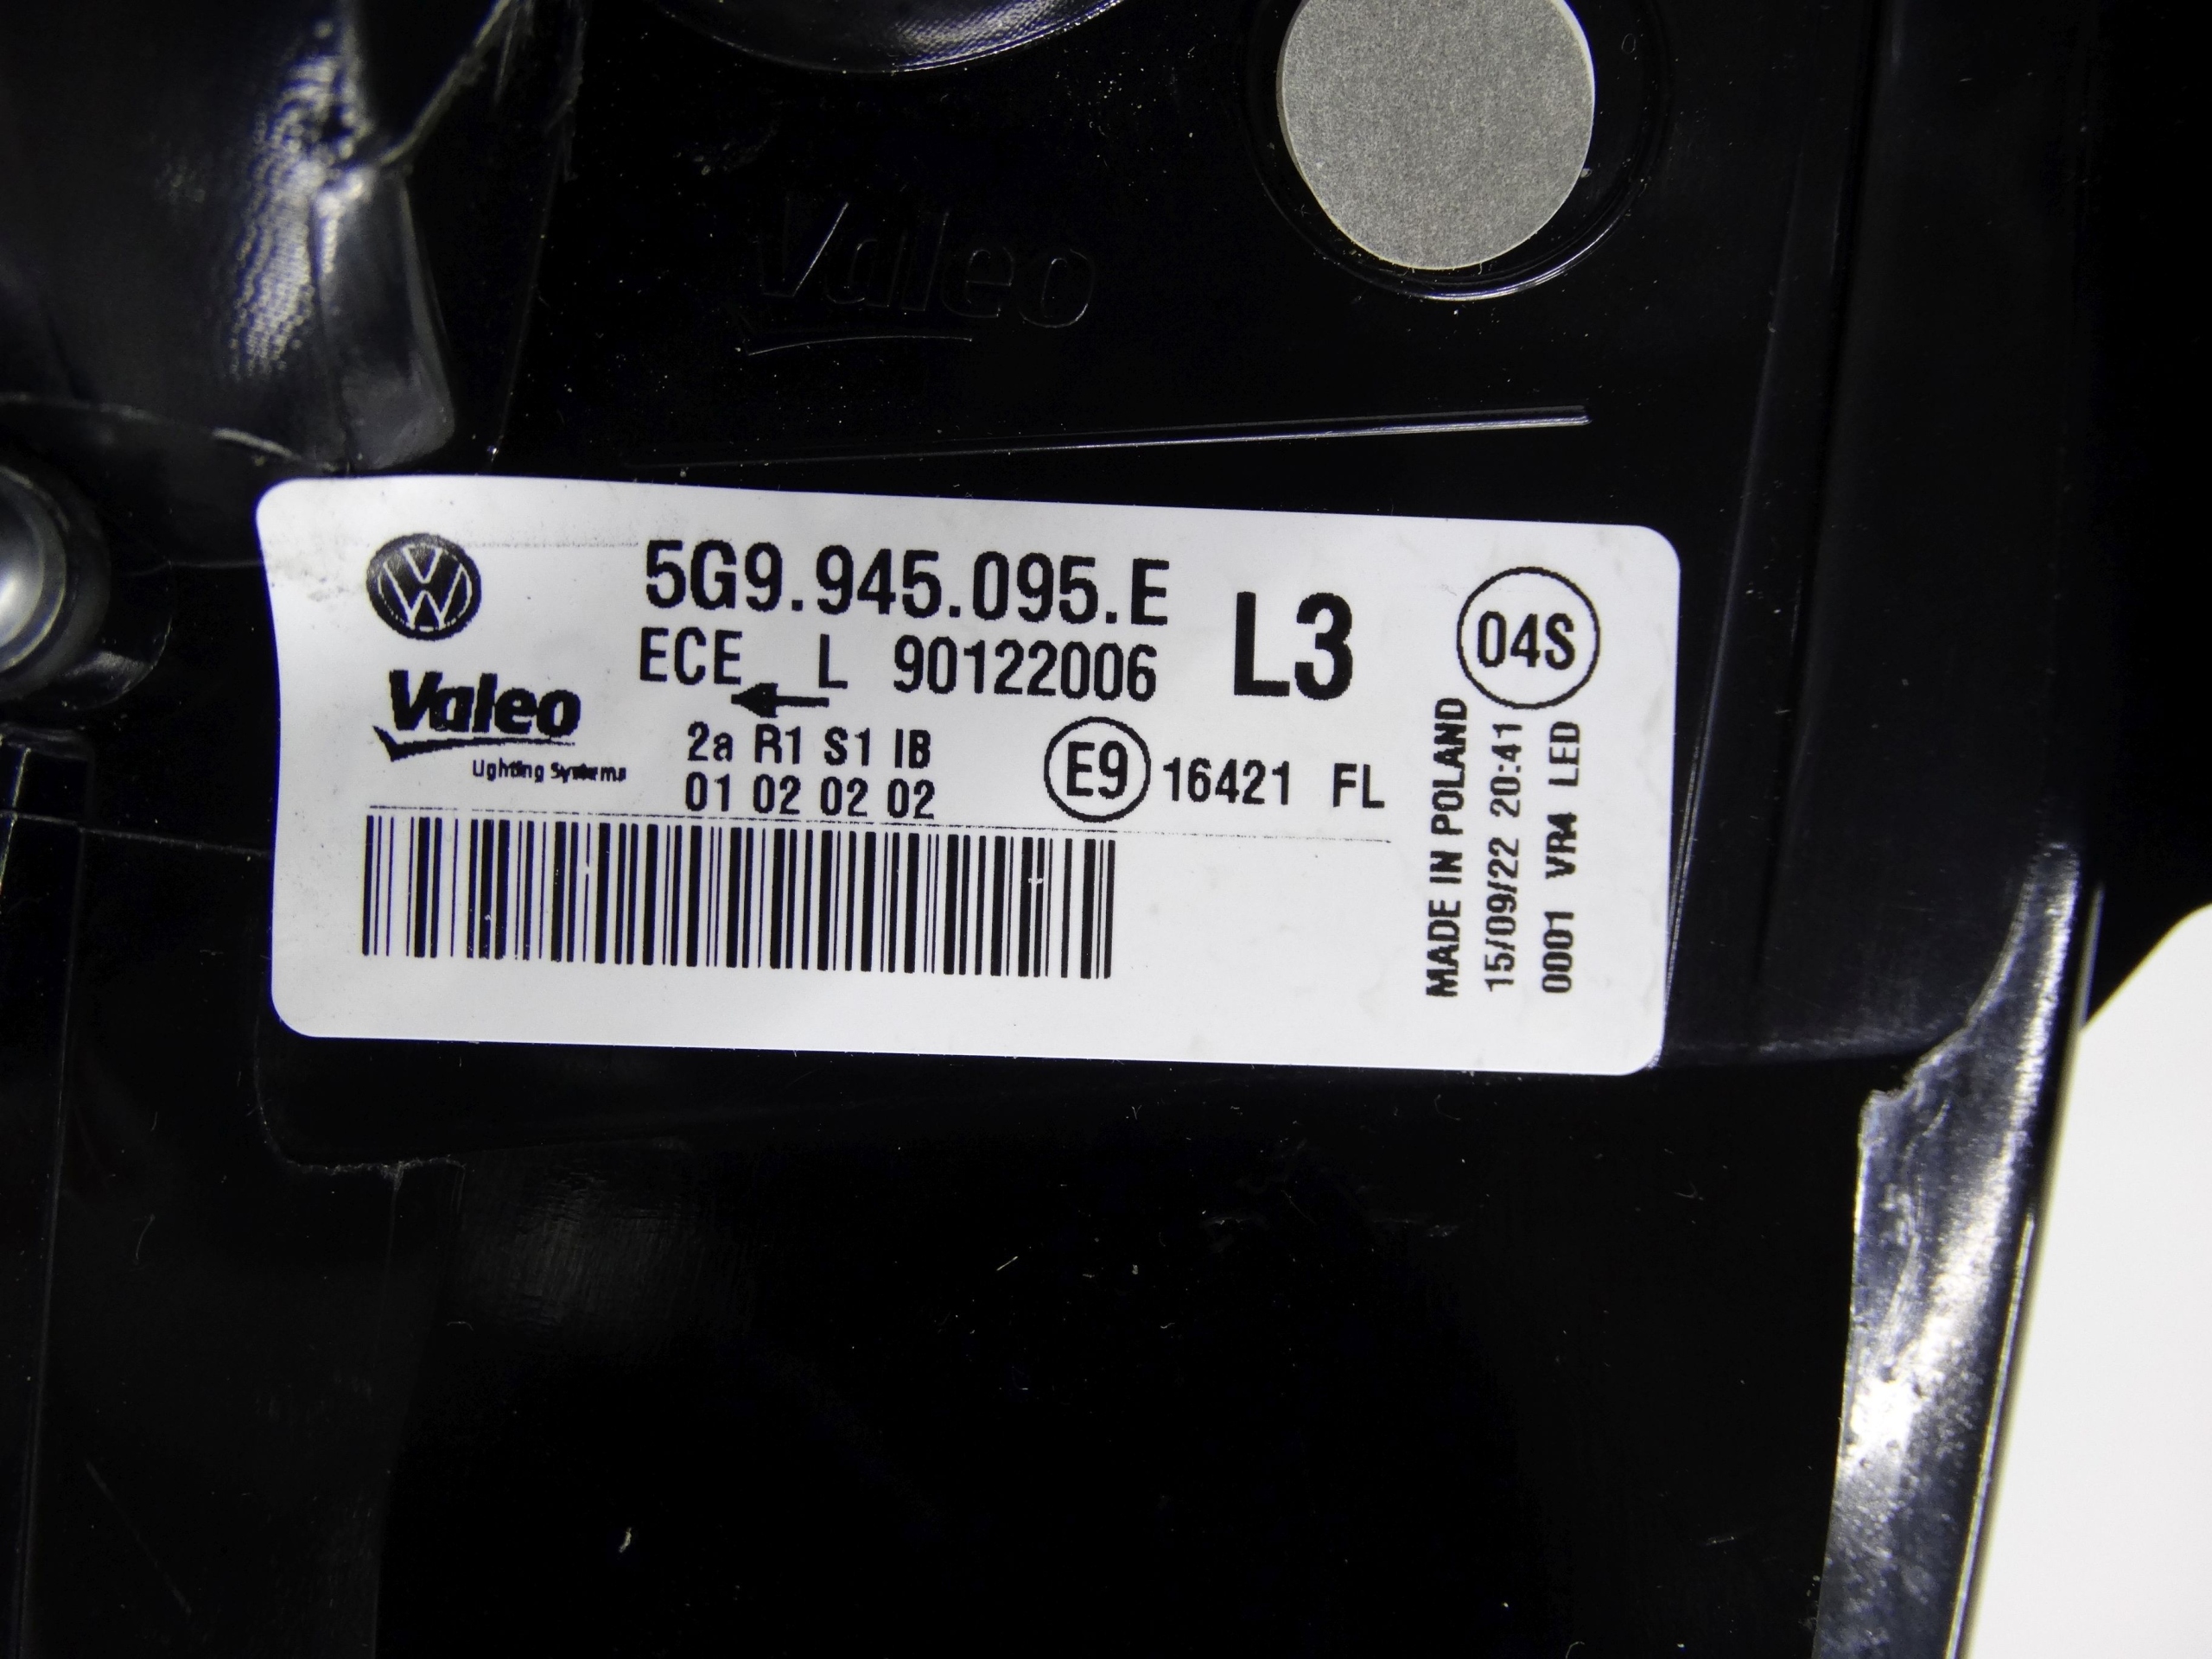 Valeo
5G9.945.095.E
ECE L 90122006
L3
04S
Valeo
Lighting Systems
2a R1 S1 IB
01 02 02 02
E9 16421 FL
MADE IN POLAND
15/09/22 20:41
0001 VR4 LED